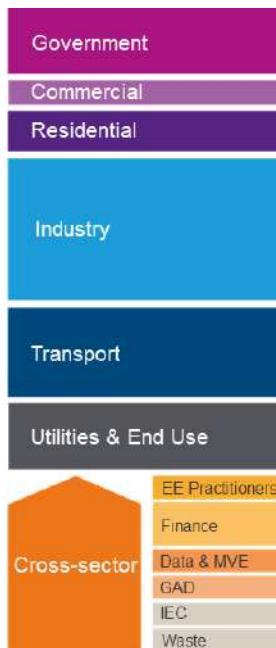 Government
Commercial
Residential
Industry
Transport
Utilities & End Use
Cross-sector
EE Practitioners
Finance
Data & MVE
GAD
IEC
Waste